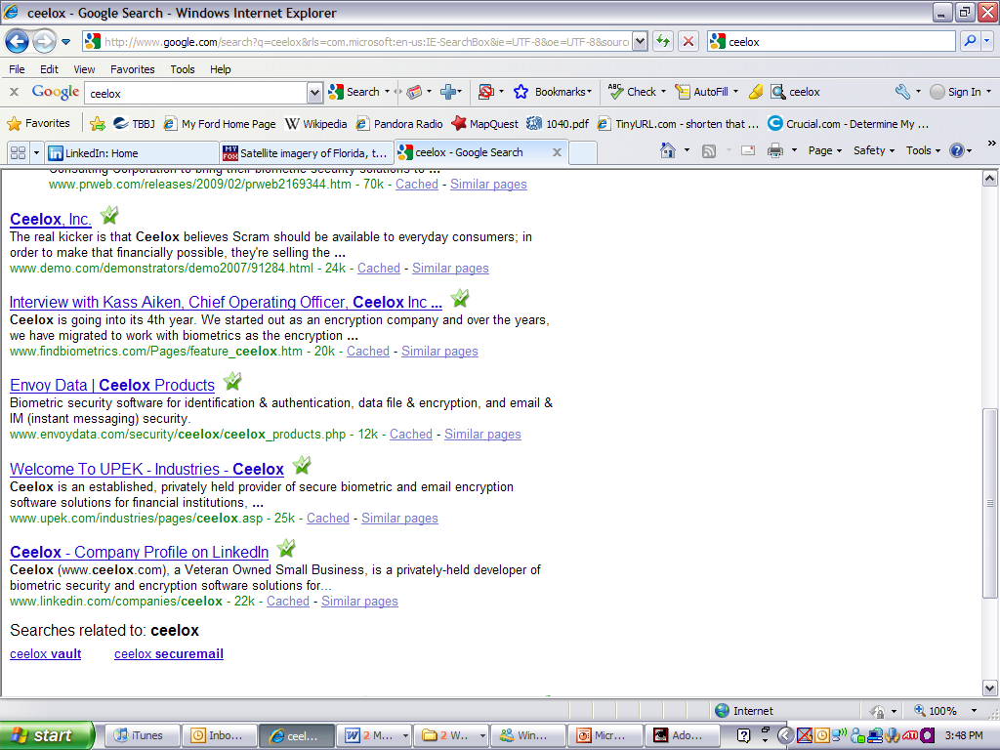 ceelox - Google Search - Windows Internet Explorer
http://www.google.com/search?q=ceelox&rls=com.microsoft:en-us:IE-SearchBox&ie=UTF-8&oe=UTF-8&sourc
ceelox
File Edit View Favorites Tools Help
x Google ceelox Search Bookmarks ABC Check AutoFill ceelox Sign In
Favorites TBBJ My Ford Home Page W Wikipedia Pandora Radio MapQuest 1040.pdf TinyURL.com - shorten that ... Crucial.com - Determine My ...
in LinkedIn: Home MY FOX Satellite imagery of Florida, t... ceelox - Google Search Page Safety Tools »
Consulting Corporation to bring their biometric security solutions to ...
www.prweb.com/releases/2009/02/prweb2169344.htm - 70k - Cached - Similar pages
Ceelox, Inc.
The real kicker is that Ceelox believes Scram should be available to everyday consumers; in
order to make that financially possible, they're selling the ...
www.demo.com/demonstrators/demo2007/91284.html - 24k - Cached - Similar pages
Interview with Kass Aiken, Chief Operating Officer, Ceelox Inc ...
Ceelox is going into its 4th year. We started out as an encryption company and over the years,
we have migrated to work with biometrics as the encryption ...
www.findbiometrics.com/Pages/feature_ceelox.htm - 20k - Cached - Similar pages
Envoy Data | Ceelox Products
Biometric security software for identification & authentication, data file & encryption, and email &
IM (instant messaging) security.
www.envoydata.com/security/ceelox/ceelox_products.php - 12k - Cached - Similar pages
Welcome To UPEK - Industries - Ceelox
Ceelox is an established, privately held provider of secure biometric and email encryption
software solutions for financial institutions, ...
www.upek.com/industries/pages/ceelox.asp - 25k - Cached - Similar pages
Ceelox - Company Profile on LinkedIn
Ceelox (www.ceelox.com), a Veteran Owned Small Business, is a privately-held developer of
biometric security and encryption software solutions for...
www.linkedin.com/companies/ceelox - 22k - Cached - Similar pages
Searches related to: ceelox
ceelox vault ceelox securemail
Internet 100%
start iTunes Inbo... ceel... 2 M... 2 W... Win... Micr... Ado... 3:48 PM